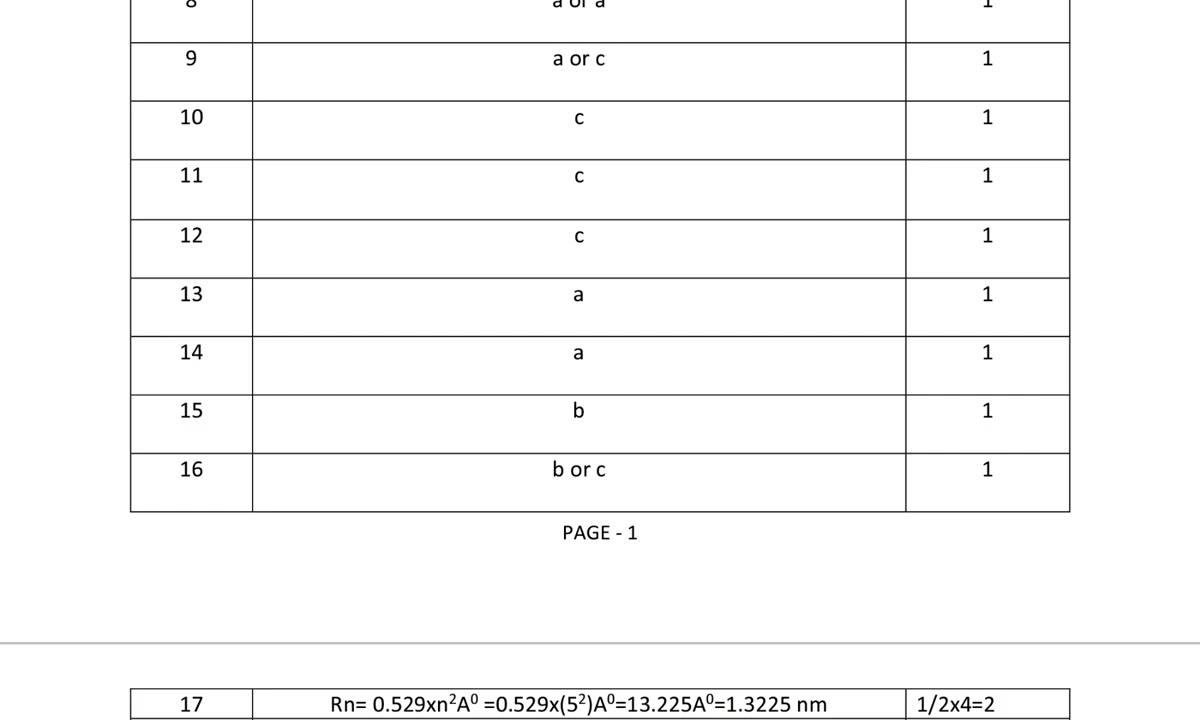 9 a or c 1
10 c 1
11 c 1
12 c 1
13 a 1
14 a 1
15 b 1
16 b or c 1
PAGE - 1
17 Rn= 0.529xn²A⁰ =0.529x(5²)A⁰=13.225A⁰=1.3225 nm 1/2x4=2